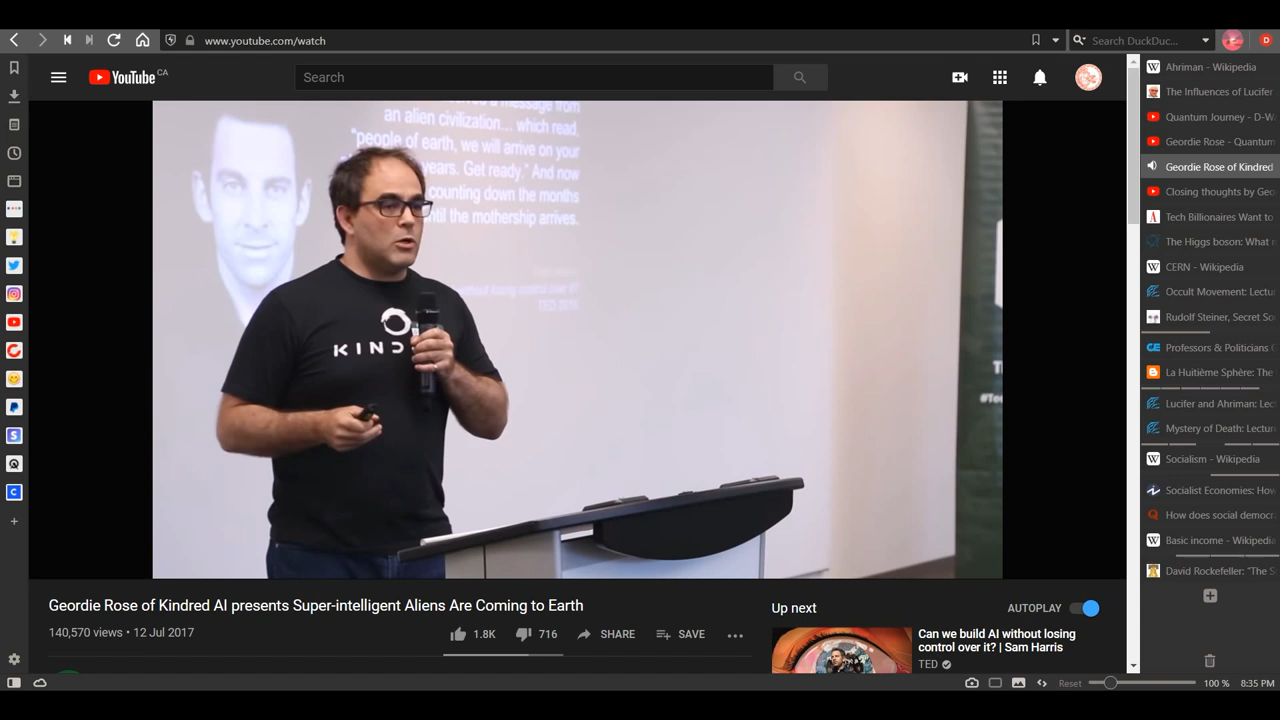 www.youtube.com/watch
Search DuckDuc...
YouTube CA
Search
an alien civilization... which read,
"people of earth, we will arrive on your
years. Get ready." And now
counting down the months
until the mothership arrives.
without losing control over it?
KIND
Geordie Rose of Kindred AI presents Super-intelligent Aliens Are Coming to Earth
140,570 views • 12 Jul 2017
1.8K
716
SHARE
SAVE
Up next
AUTOPLAY
Can we build AI without losing
control over it? | Sam Harris
TED
Ahriman - Wikipedia
The Influences of Lucifer
Quantum Journey - D-W
Geordie Rose - Quantum
Geordie Rose of Kindred
Closing thoughts by Geo
Tech Billionaires Want to
The Higgs boson: What
CERN - Wikipedia
Occult Movement: Lectu
Rudolf Steiner, Secret So
Professors & Politicians
La Huitième Sphère: The
Lucifer and Ahriman: Lec
Mystery of Death: Lectur
Socialism - Wikipedia
Socialist Economies: How
How does social democr
Basic income - Wikipedia
David Rockefeller: "The S
Reset
100 %
8:35 PM